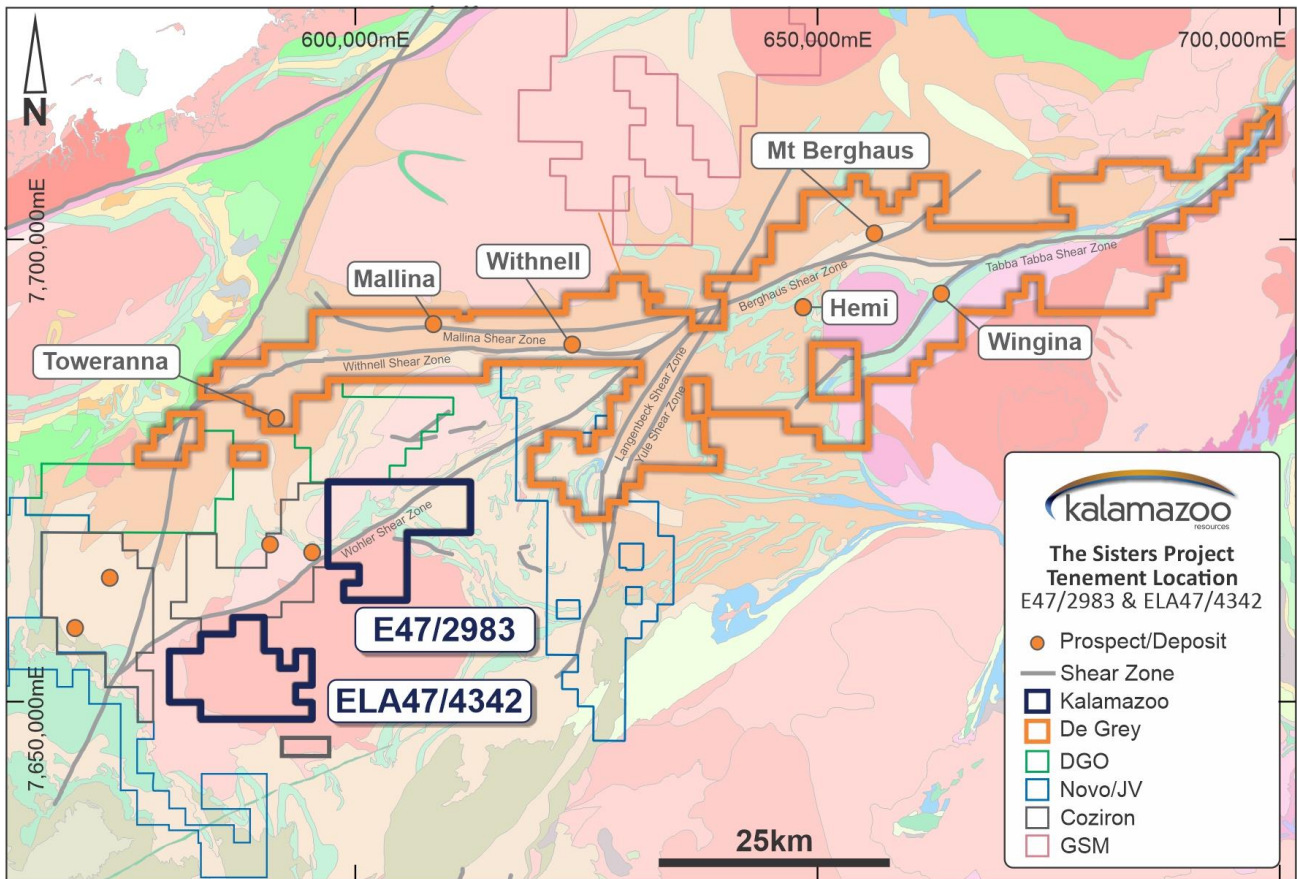 600,000mE
650,000mE
700,000mE
N
Mt Berghaus
7,700,000mE
Withnell
Mallina
Tabba Tabba Shear Zone
Berghaus Shear Zone
Hemi
Mallina Shear Zone
Wingina
Toweranna
Withnell Shear Zone
Langenbeck Shear Zone
Yule Shear Zone
Wohler Shear Zone
E47/2983
ELA47/4342
7,650,000mE
25km
kalamazoo
resources
The Sisters Project
Tenement Location
E47/2983 & ELA47/4342
Prospect/Deposit
Shear Zone
Kalamazoo
De Grey
DGO
Novo/JV
Coziron
GSM